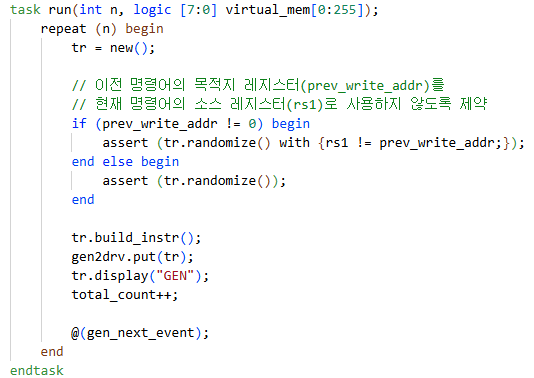 task run(int n, logic [7:0] virtual_mem[0:255]);
    repeat (n) begin
        tr = new();

        // 이전 명령어의 목적지 레지스터(prev_write_addr)를
        // 현재 명령어의 소스 레지스터(rs1)로 사용하지 않도록 제약
        if (prev_write_addr != 0) begin
            assert (tr.randomize() with {rs1 != prev_write_addr;});
        end else begin
            assert (tr.randomize());
        end

        tr.build_instr();
        gen2drv.put(tr);
        tr.display("GEN");
        total_count++;

        @(gen_next_event);
    end
endtask